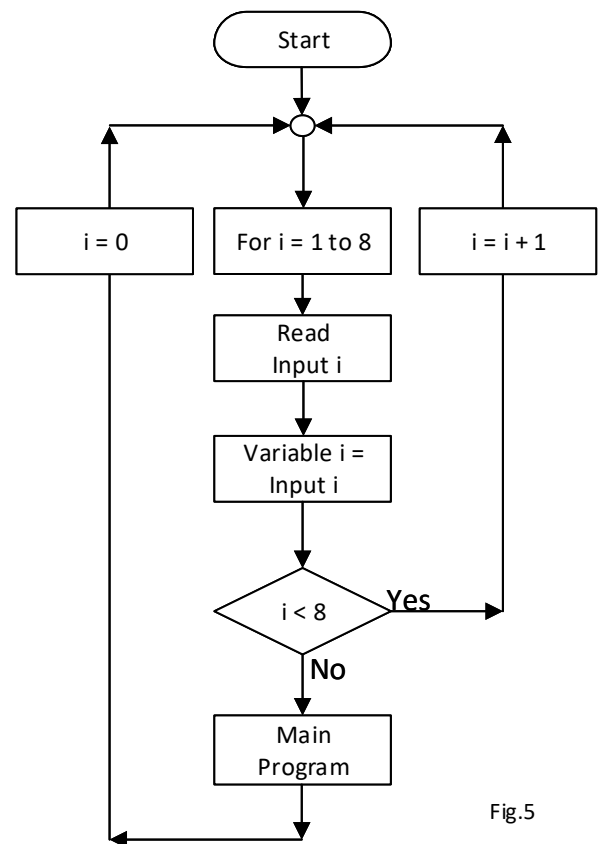 Start
i = 0
For i = 1 to 8
i = i + 1
Read
Input i
Variable i =
Input i
i < 8
Yes
No
Main
Program
Fig.5